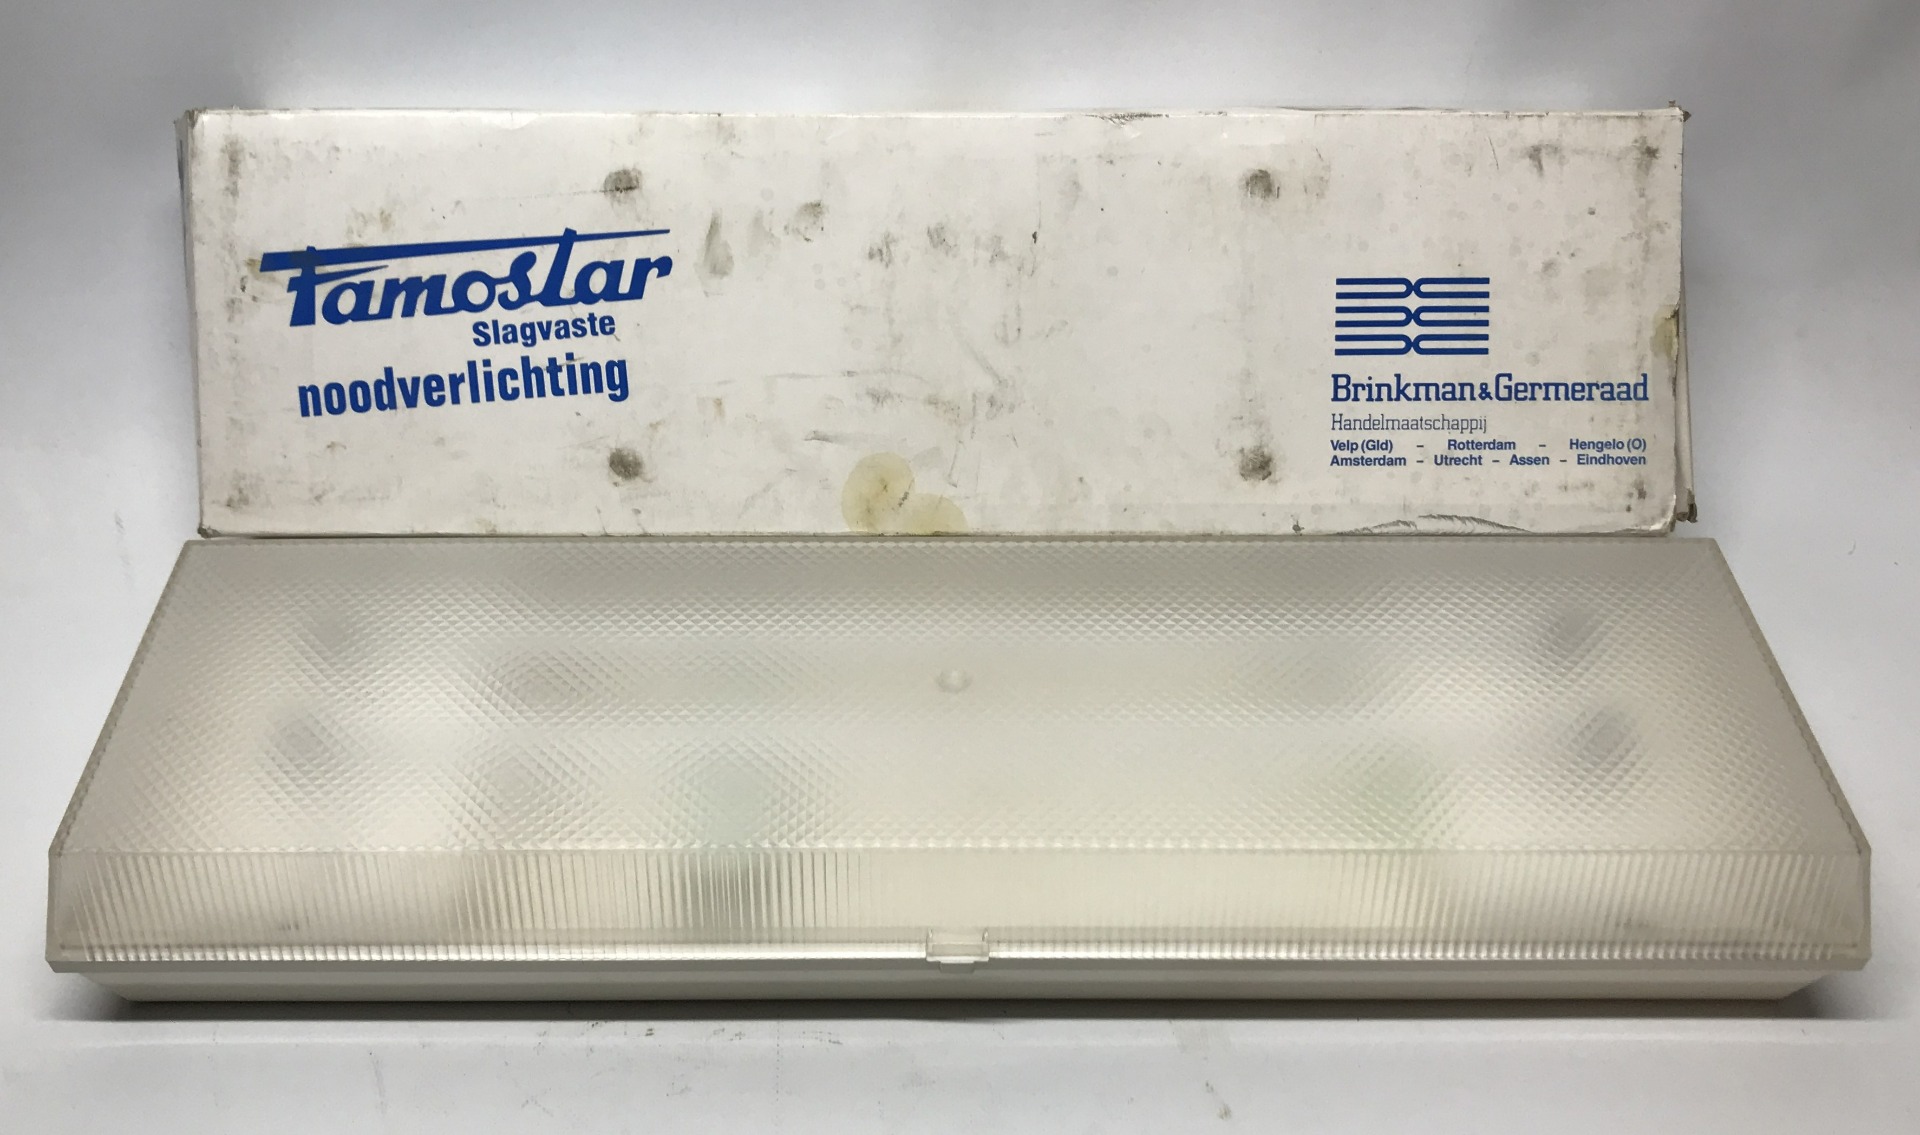 Famostar
Slagvaste
noodverlichting
Brinkman&Germeraad
Handelmaatschappij
Velp (Gld) – Rotterdam – Hengelo (O)
Amsterdam – Utrecht – Assen – Eindhoven